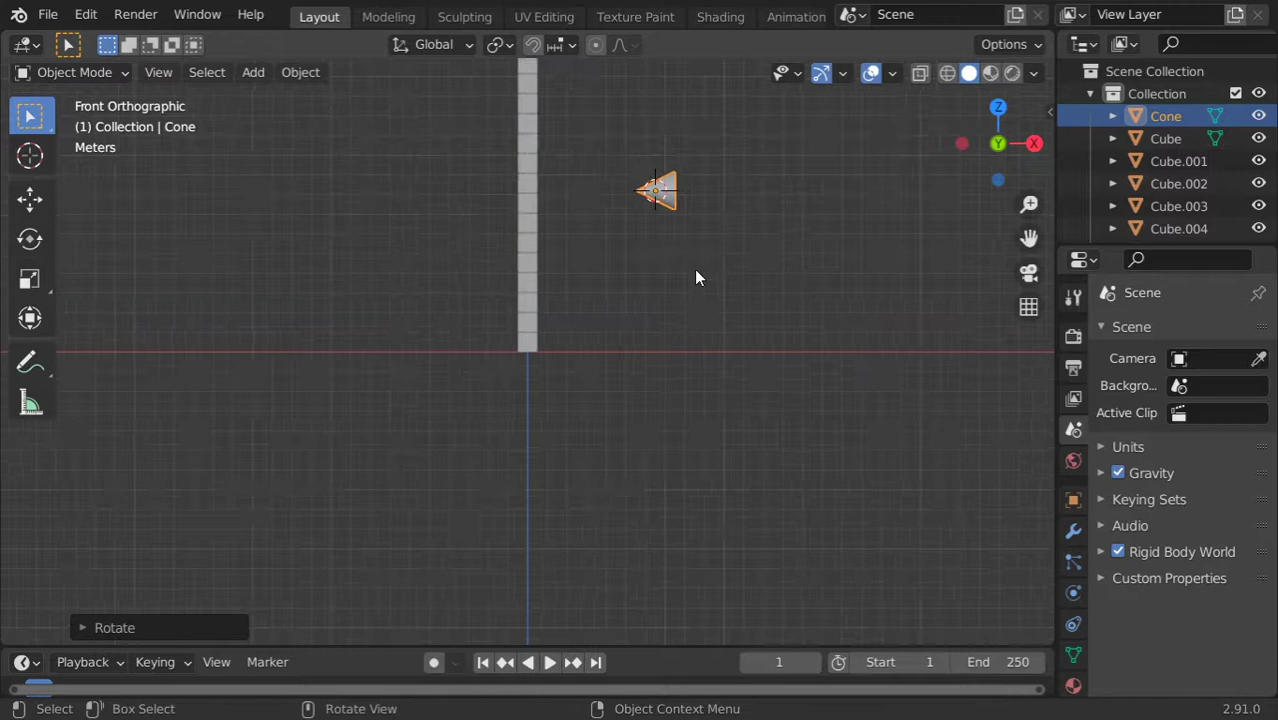 File Edit Render Window Help Layout Modeling Sculpting UV Editing Texture Paint Shading Animation Scene View Layer
Global Options
Object Mode View Select Add Object
Front Orthographic
(1) Collection | Cone
Meters
Z
Y
X
Scene Collection
Collection
Cone
Cube
Cube.001
Cube.002
Cube.003
Cube.004
Scene
Scene
Camera
Backgro...
Active Clip
Units
Gravity
Keying Sets
Audio
Rigid Body World
Custom Properties
Rotate
Playback Keying View Marker 1 Start 1 End 250
Select Box Select Rotate View Object Context Menu 2.91.0